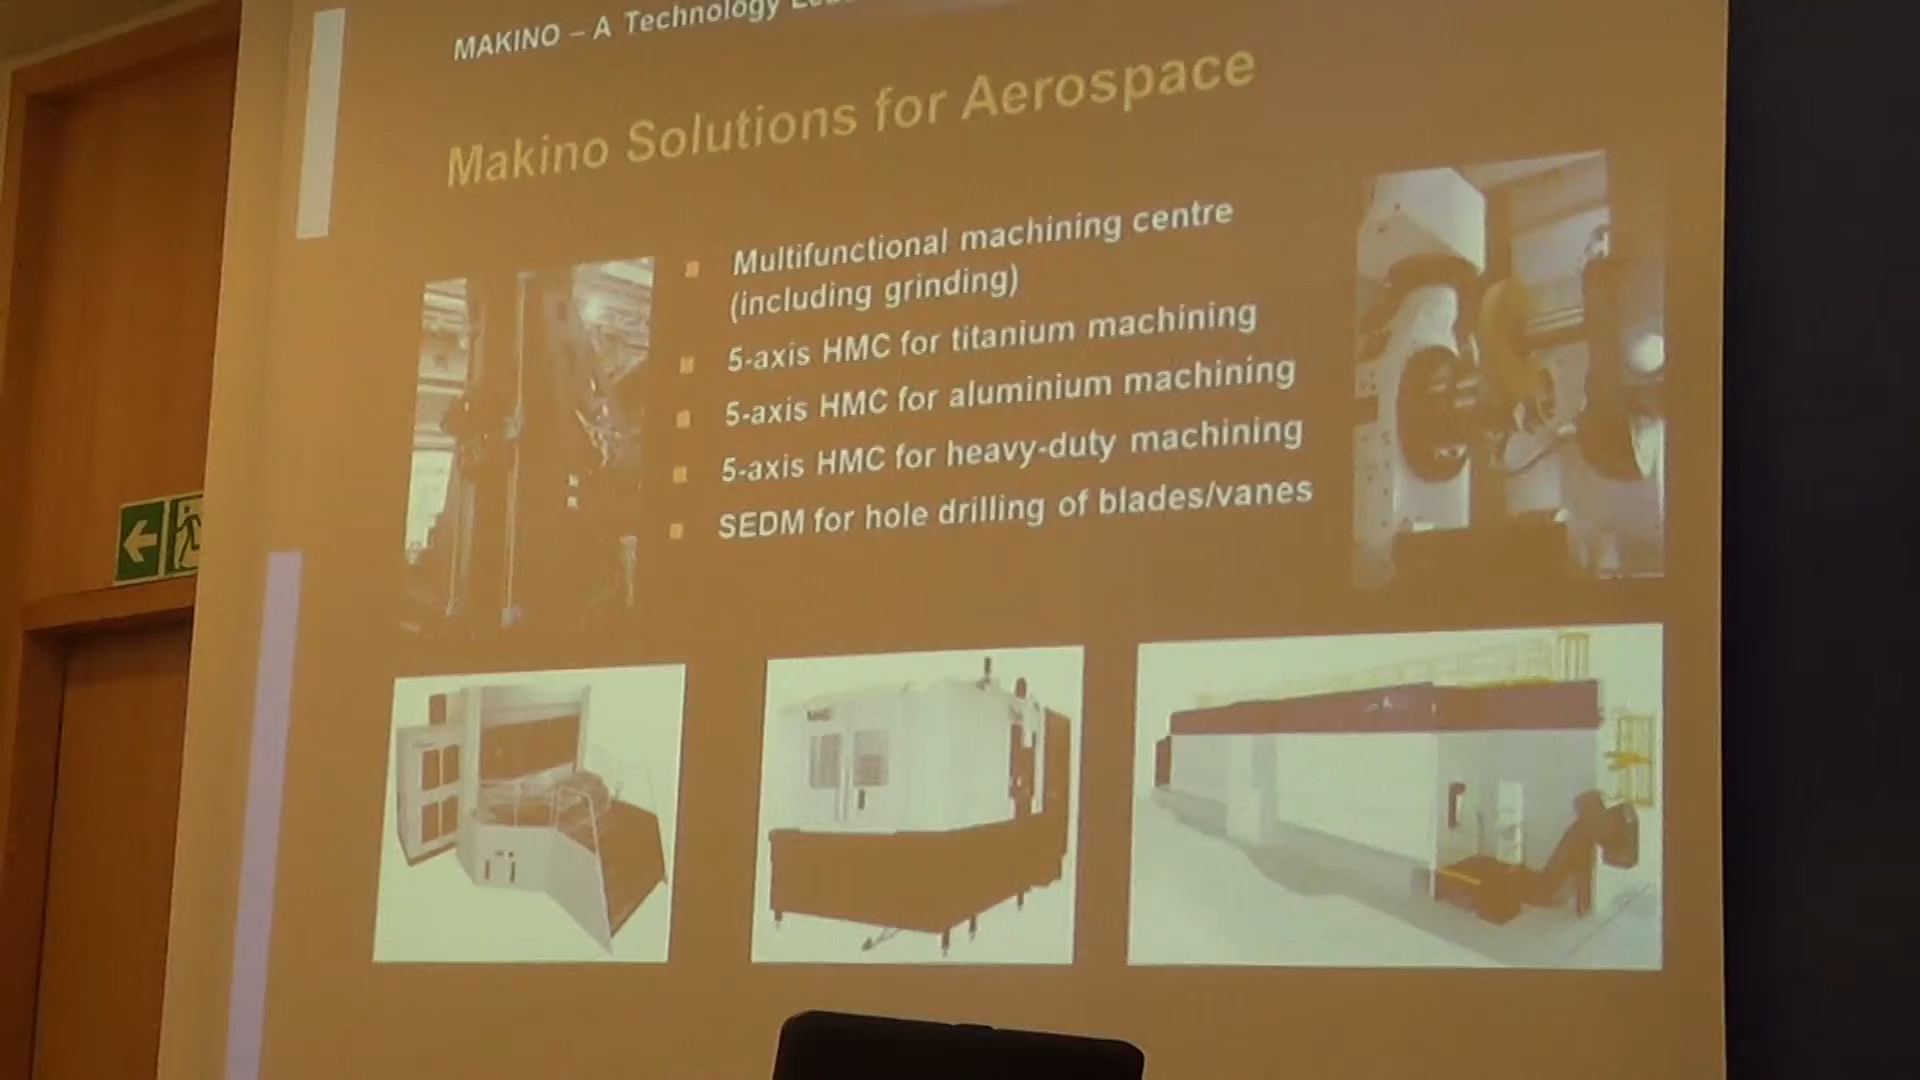 MAKINO – A Technology
Makino Solutions for Aerospace
Multifunctional machining centre
(including grinding)
5-axis HMC for titanium machining
5-axis HMC for aluminium machining
5-axis HMC for heavy-duty machining
SEDM for hole drilling of blades/vanes